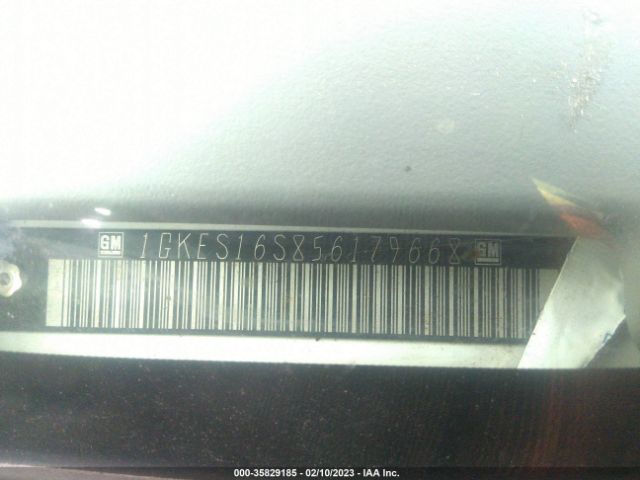 GM 1GKES16S856179668 GM
000-35829185 - 02/10/2023 - IAA Inc.